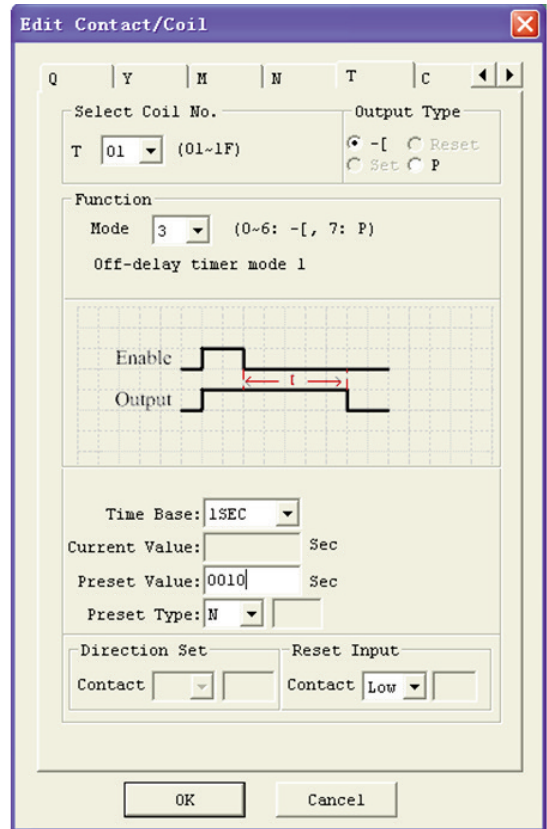 Edit Contact/Coil
Q Y M N T C
Select Coil No.
Output Type
T 01 (01~1F)
-[ Reset
Set P
Function
Mode 3 (0~6: -[, 7: P)
Off-delay timer mode 1
Enable
t
Output
Time Base: 1SEC
Current Value: Sec
Preset Value: 0010 Sec
Preset Type: N
Direction Set
Reset Input
Contact
Contact Low
OK Cancel